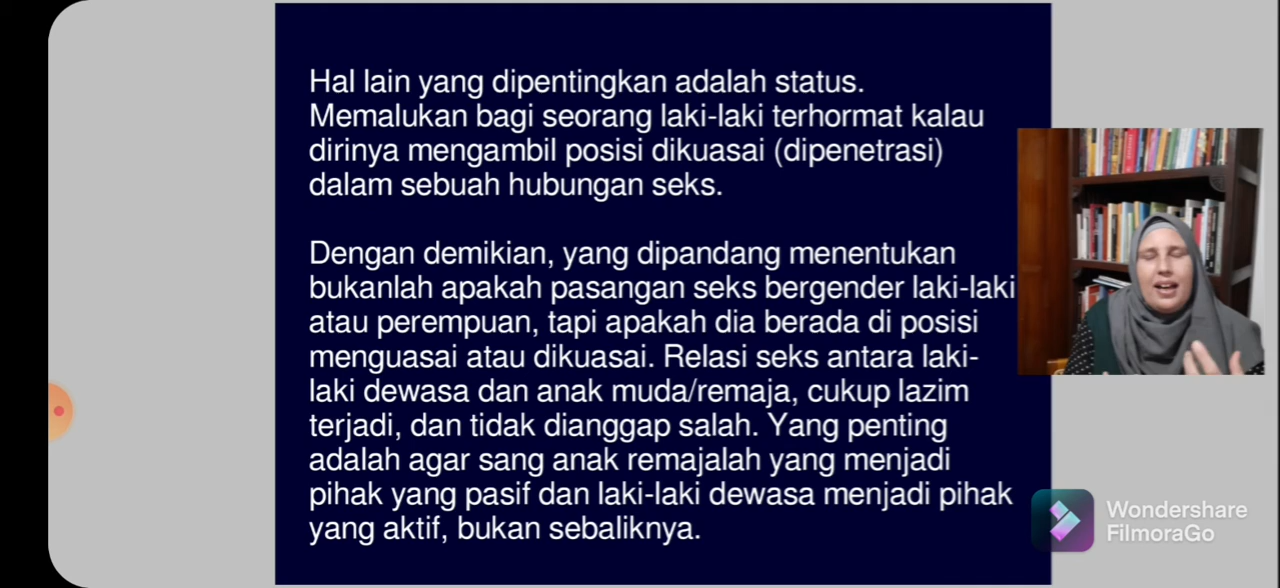 Hal lain yang dipentingkan adalah status.
Memalukan bagi seorang laki-laki terhormat kalau
dirinya mengambil posisi dikuasai (dipenetrasi)
dalam sebuah hubungan seks.
Dengan demikian, yang dipandang menentukan
bukanlah apakah pasangan seks bergender laki-laki
atau perempuan, tapi apakah dia berada di posisi
menguasai atau dikuasai. Relasi seks antara laki-
laki dewasa dan anak muda/remaja, cukup lazim
terjadi, dan tidak dianggap salah. Yang penting
adalah agar sang anak remajalah yang menjadi
pihak yang pasif dan laki-laki dewasa menjadi pihak
yang aktif, bukan sebaliknya.
Wondershare
FilmoraGo